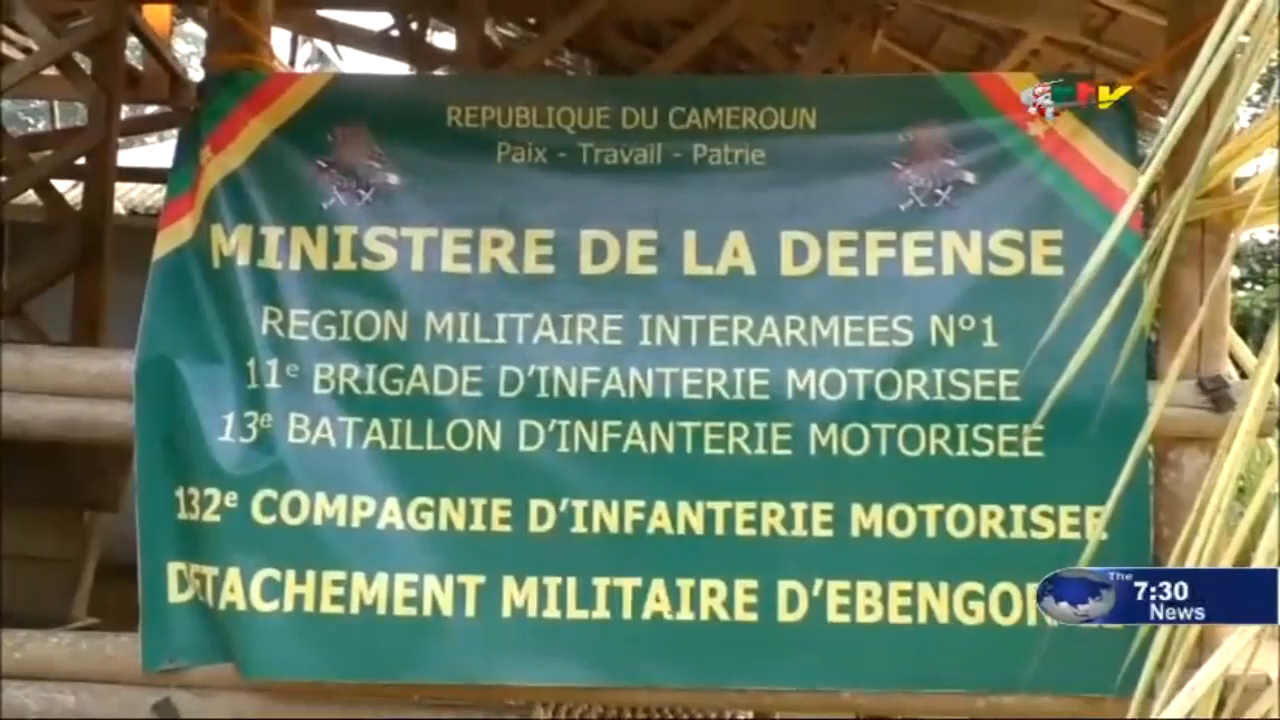 REPUBLIQUE DU CAMEROUN
Paix - Travail - Patrie
MINISTERE DE LA DEFENSE
REGION MILITAIRE INTERARMEES N°1
11e BRIGADE D'INFANTERIE MOTORISEE
13e BATAILLON D'INFANTERIE MOTORISEE
132e COMPAGNIE D'INFANTERIE MOTORISEE
DETACHEMENT MILITAIRE
The 7:30
News